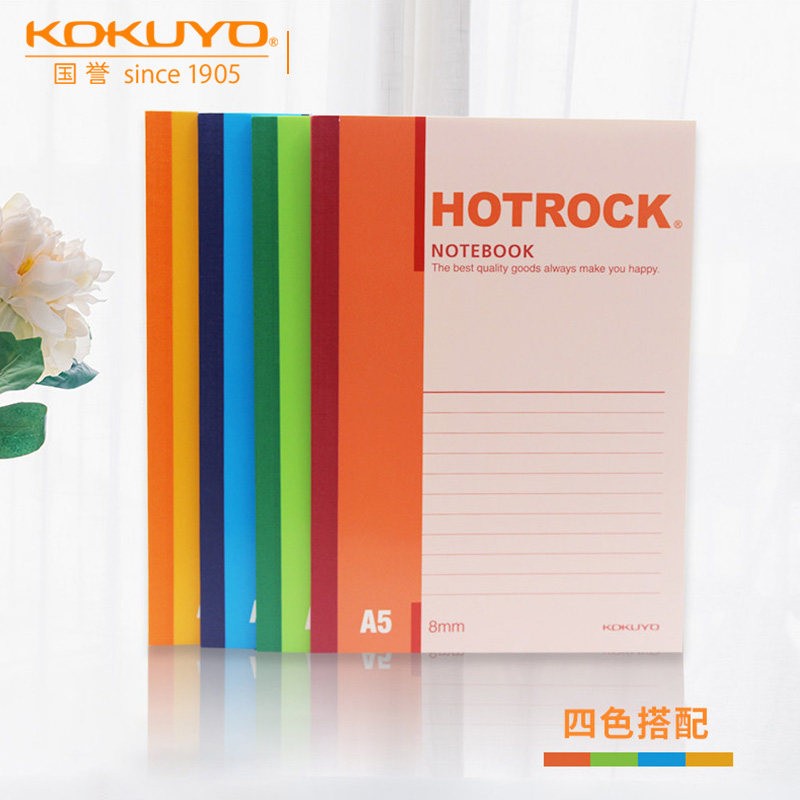 KOKUYO®
国誉 since 1905
HOTROCK®
NOTEBOOK
The best quality goods always make you happy.
A5
8mm
KOKUYO
四色搭配